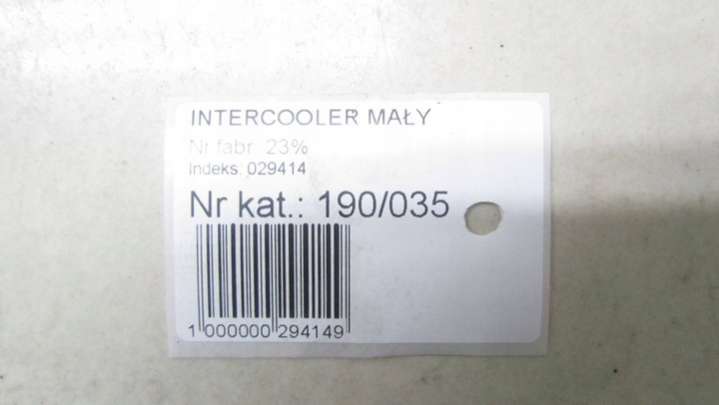 INTERCOOLER MAŁY
Nr fabr. 23%
Indeks: 029414
Nr kat.: 190/035
1 000000 294149